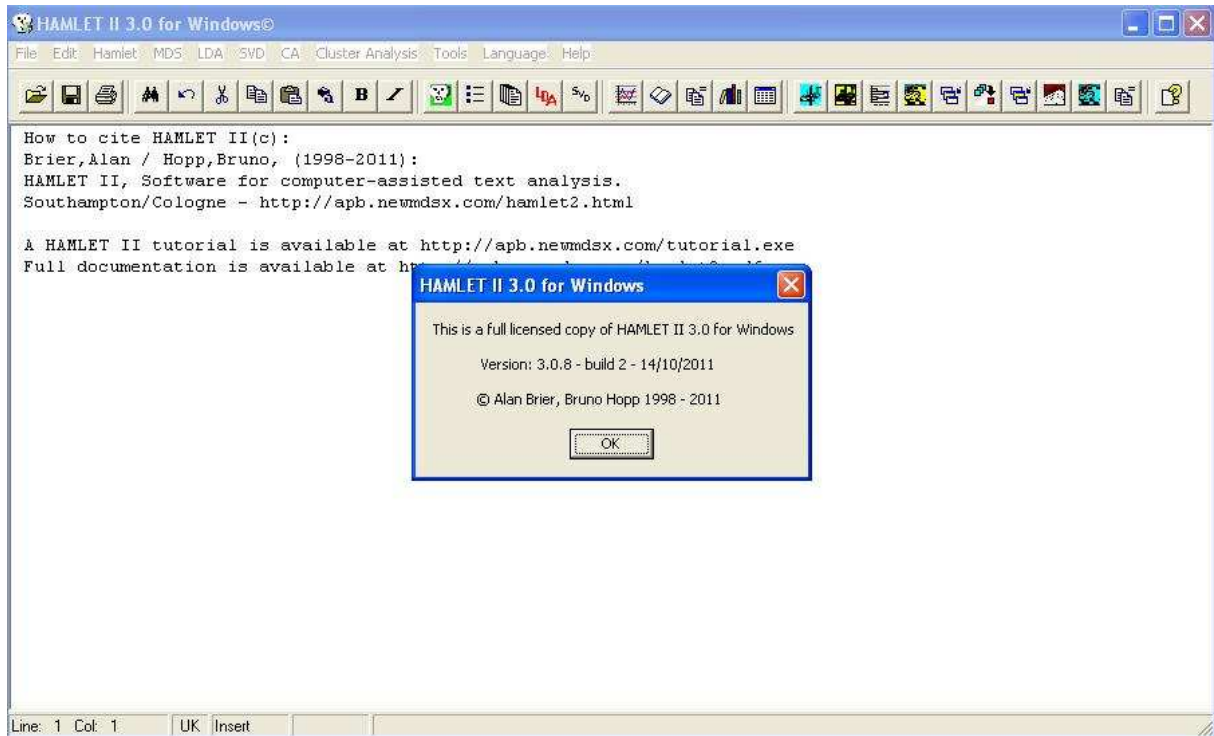 HAMLET II 3.0 for Windows©
File Edit Hamlet MDS LDA SVD CA Cluster Analysis Tools Language Help
B I LDA SVD
How to cite HAMLET II(c):
Brier,Alan / Hopp,Bruno, (1998-2011):
HAMLET II, Software for computer-assisted text analysis.
Southampton/Cologne - http://apb.newmdsx.com/hamlet2.html
A HAMLET II tutorial is available at http://apb.newmdsx.com/tutorial.exe
Full documentation is available at
HAMLET II 3.0 for Windows
This is a full licensed copy of HAMLET II 3.0 for Windows
Version: 3.0.8 - build 2 - 14/10/2011
© Alan Brier, Bruno Hopp 1998 - 2011
OK
Line: 1 Col: 1 UK Insert